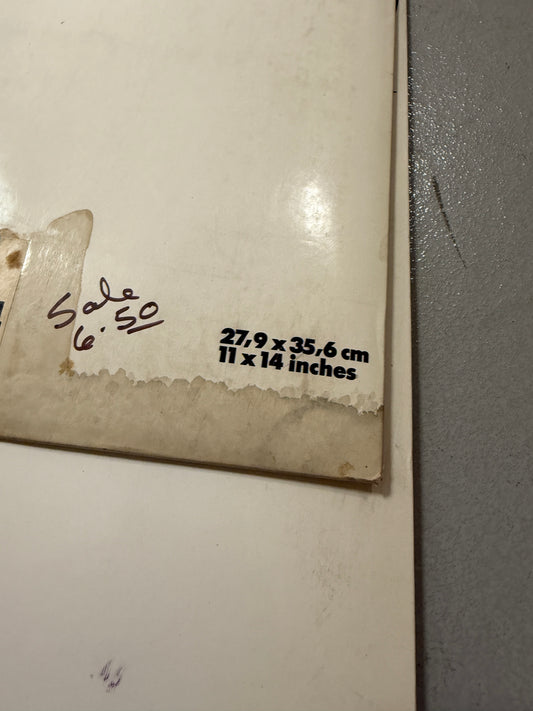 Sale
6.50
27,9 x 35,6 cm
11 x 14 inches